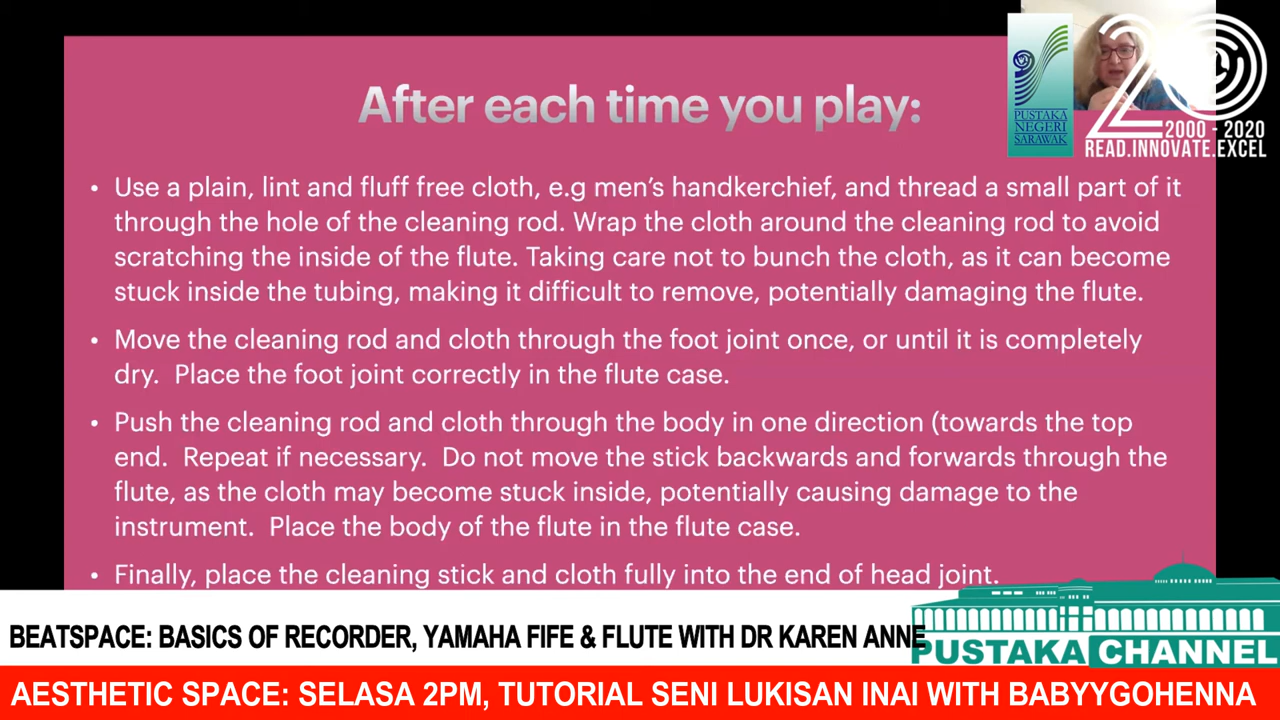 After each time you play:
PUSTAKA
NEGERI
SARAWAK
20
2000 - 2020
READ.INNOVATE.EXCEL
• Use a plain, lint and fluff free cloth, e.g men's handkerchief, and thread a small part of it
through the hole of the cleaning rod. Wrap the cloth around the cleaning rod to avoid
scratching the inside of the flute. Taking care not to bunch the cloth, as it can become
stuck inside the tubing, making it difficult to remove, potentially damaging the flute.
• Move the cleaning rod and cloth through the foot joint once, or until it is completely
dry. Place the foot joint correctly in the flute case.
• Push the cleaning rod and cloth through the body in one direction (towards the top
end. Repeat if necessary. Do not move the stick backwards and forwards through the
flute, as the cloth may become stuck inside, potentially causing damage to the
instrument. Place the body of the flute in the flute case.
• Finally, place the cleaning stick and cloth fully into the end of head joint.
BEATSPACE: BASICS OF RECORDER, YAMAHA FIFE & FLUTE WITH DR KAREN ANNE
PUSTAKA CHANNEL
AESTHETIC SPACE: SELASA 2PM, TUTORIAL SENI LUKISAN INAI WITH BABYYGOHENNA